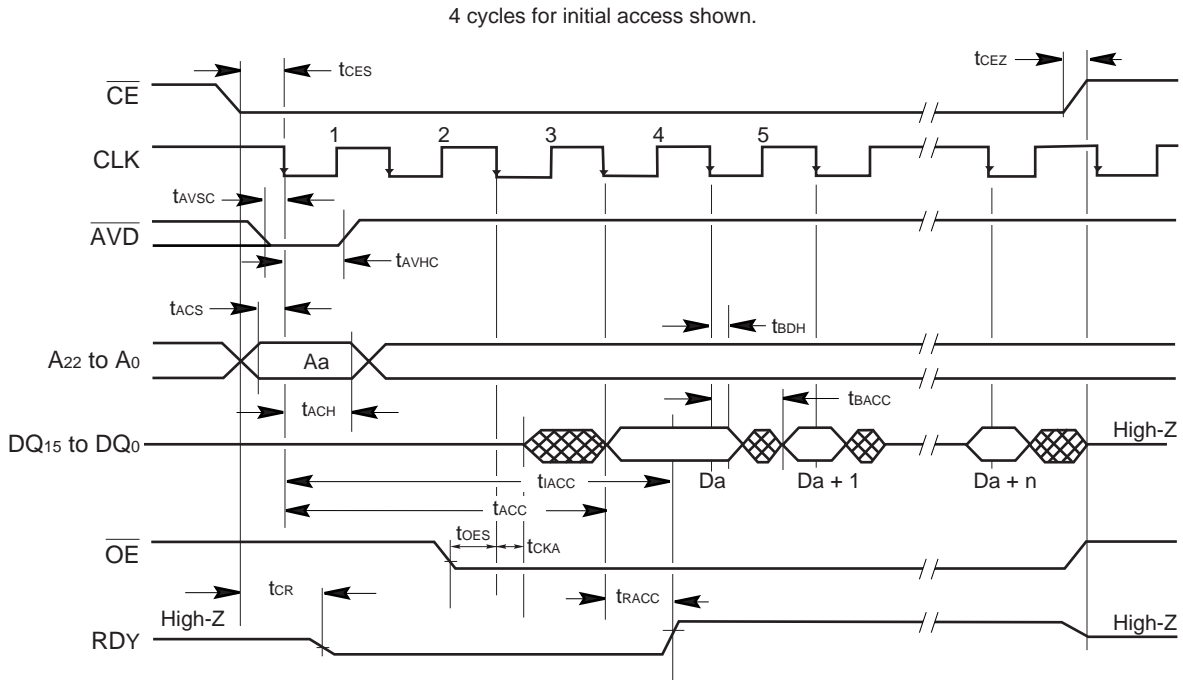 4 cycles for initial access shown.
tCES
tCEZ
CE
1 2 3 4 5
CLK
tAVSC
AVD
tAVHC
tACS
tBDH
A22 to A0
Aa
tACH
tBACC
DQ15 to DQ0
High-Z
Da
Da + 1
Da + n
tIACC
tACC
tOES
tCKA
OE
tCR
tRACC
High-Z
High-Z
RDY